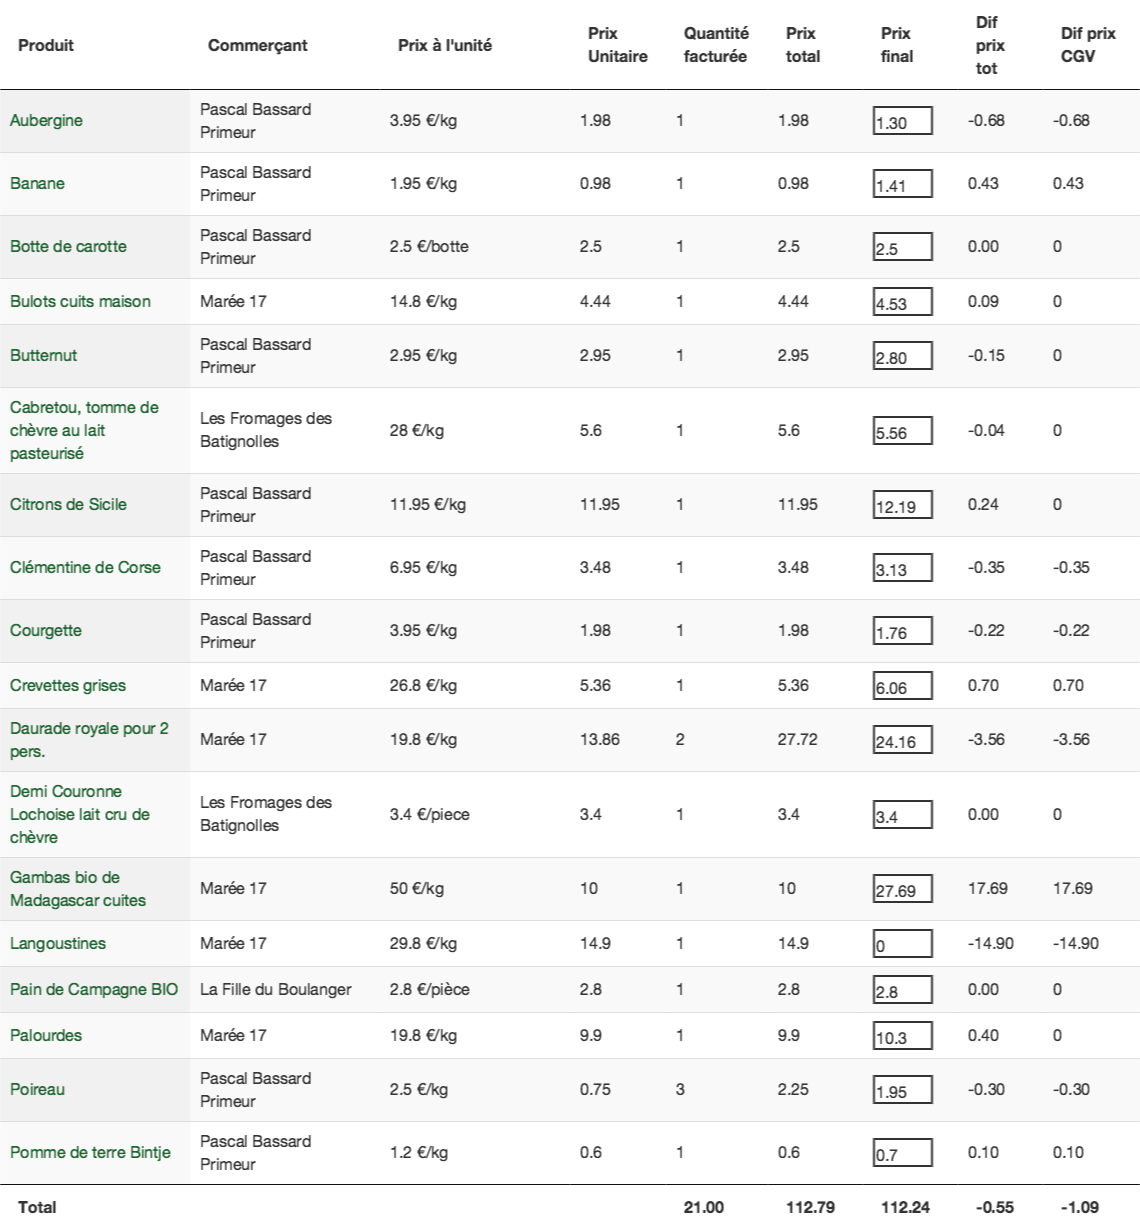 Produit Commerçant Prix à l'unité Prix Unitaire Quantité facturée Prix total Prix final Dif prix tot Dif prix CGV
Aubergine Pascal Bassard Primeur 3.95 €/kg 1.98 1 1.98 1.30 -0.68 -0.68
Banane Pascal Bassard Primeur 1.95 €/kg 0.98 1 0.98 1.41 0.43 0.43
Botte de carotte Pascal Bassard Primeur 2.5 €/botte 2.5 1 2.5 2.5 0.00 0
Bulots cuits maison Marée 17 14.8 €/kg 4.44 1 4.44 4.53 0.09 0
Butternut Pascal Bassard Primeur 2.95 €/kg 2.95 1 2.95 2.80 -0.15 0
Cabretou, tomme de chèvre au lait pasteurisé Les Fromages des Batignolles 28 €/kg 5.6 1 5.6 5.56 -0.04 0
Citrons de Sicile Pascal Bassard Primeur 11.95 €/kg 11.95 1 11.95 12.19 0.24 0
Clémentine de Corse Pascal Bassard Primeur 6.95 €/kg 3.48 1 3.48 3.13 -0.35 -0.35
Courgette Pascal Bassard Primeur 3.95 €/kg 1.98 1 1.98 1.76 -0.22 -0.22
Crevettes grises Marée 17 26.8 €/kg 5.36 1 5.36 6.06 0.70 0.70
Daurade royale pour 2 pers. Marée 17 19.8 €/kg 13.86 2 27.72 24.16 -3.56 -3.56
Demi Couronne Lochoise lait cru de chèvre Les Fromages des Batignolles 3.4 €/piece 3.4 1 3.4 3.4 0.00 0
Gambas bio de Madagascar cuites Marée 17 50 €/kg 10 1 10 27.69 17.69 17.69
Langoustines Marée 17 29.8 €/kg 14.9 1 14.9 0 -14.90 -14.90
Pain de Campagne BIO La Fille du Boulanger 2.8 €/pièce 2.8 1 2.8 2.8 0.00 0
Palourdes Marée 17 19.8 €/kg 9.9 1 9.9 10.3 0.40 0
Poireau Pascal Bassard Primeur 2.5 €/kg 0.75 3 2.25 1.95 -0.30 -0.30
Pomme de terre Bintje Pascal Bassard Primeur 1.2 €/kg 0.6 1 0.6 0.7 0.10 0.10
Total 21.00 112.79 112.24 -0.55 -1.09